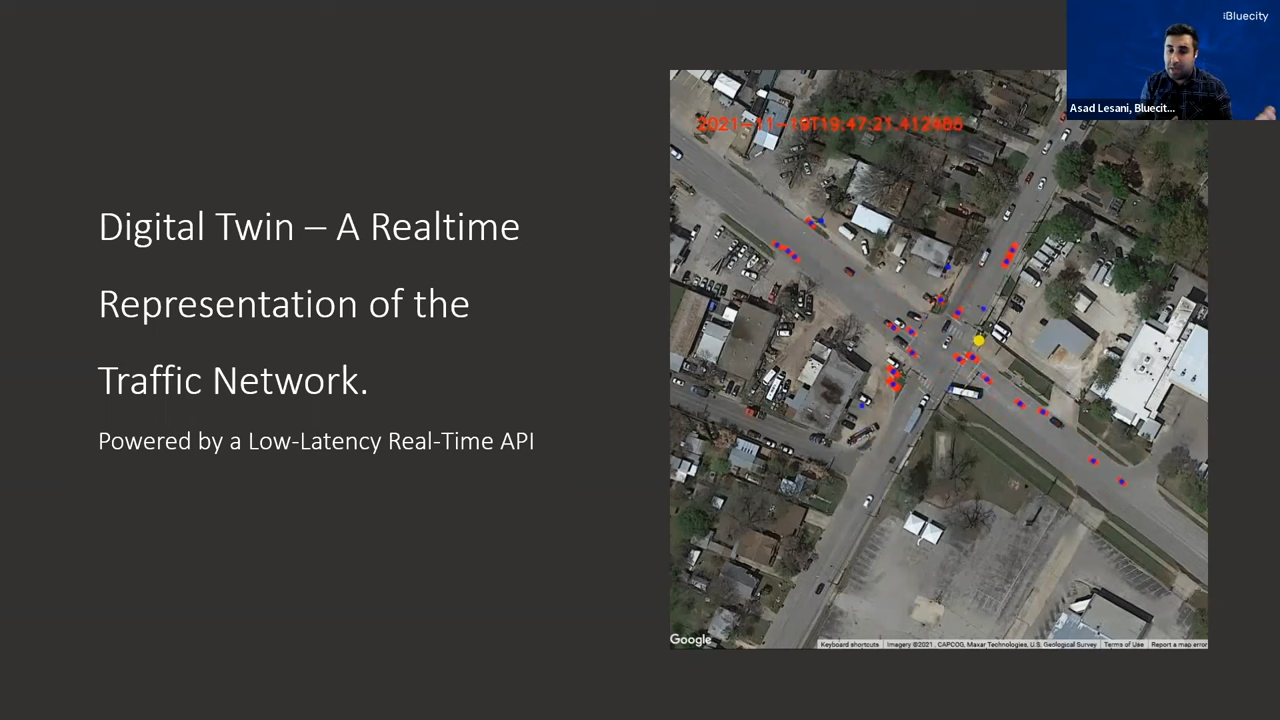 iBluecity
Asad Lesani, Bluecit...
2021-11-19T19:47:21.412486
Digital Twin – A Realtime
Representation of the
Traffic Network.
Powered by a Low-Latency Real-Time API
Google
Keyboard shortcuts
Imagery ©2021 , CAPCOG, Maxar Technologies, U.S. Geological Survey
Terms of Use
Report a map error